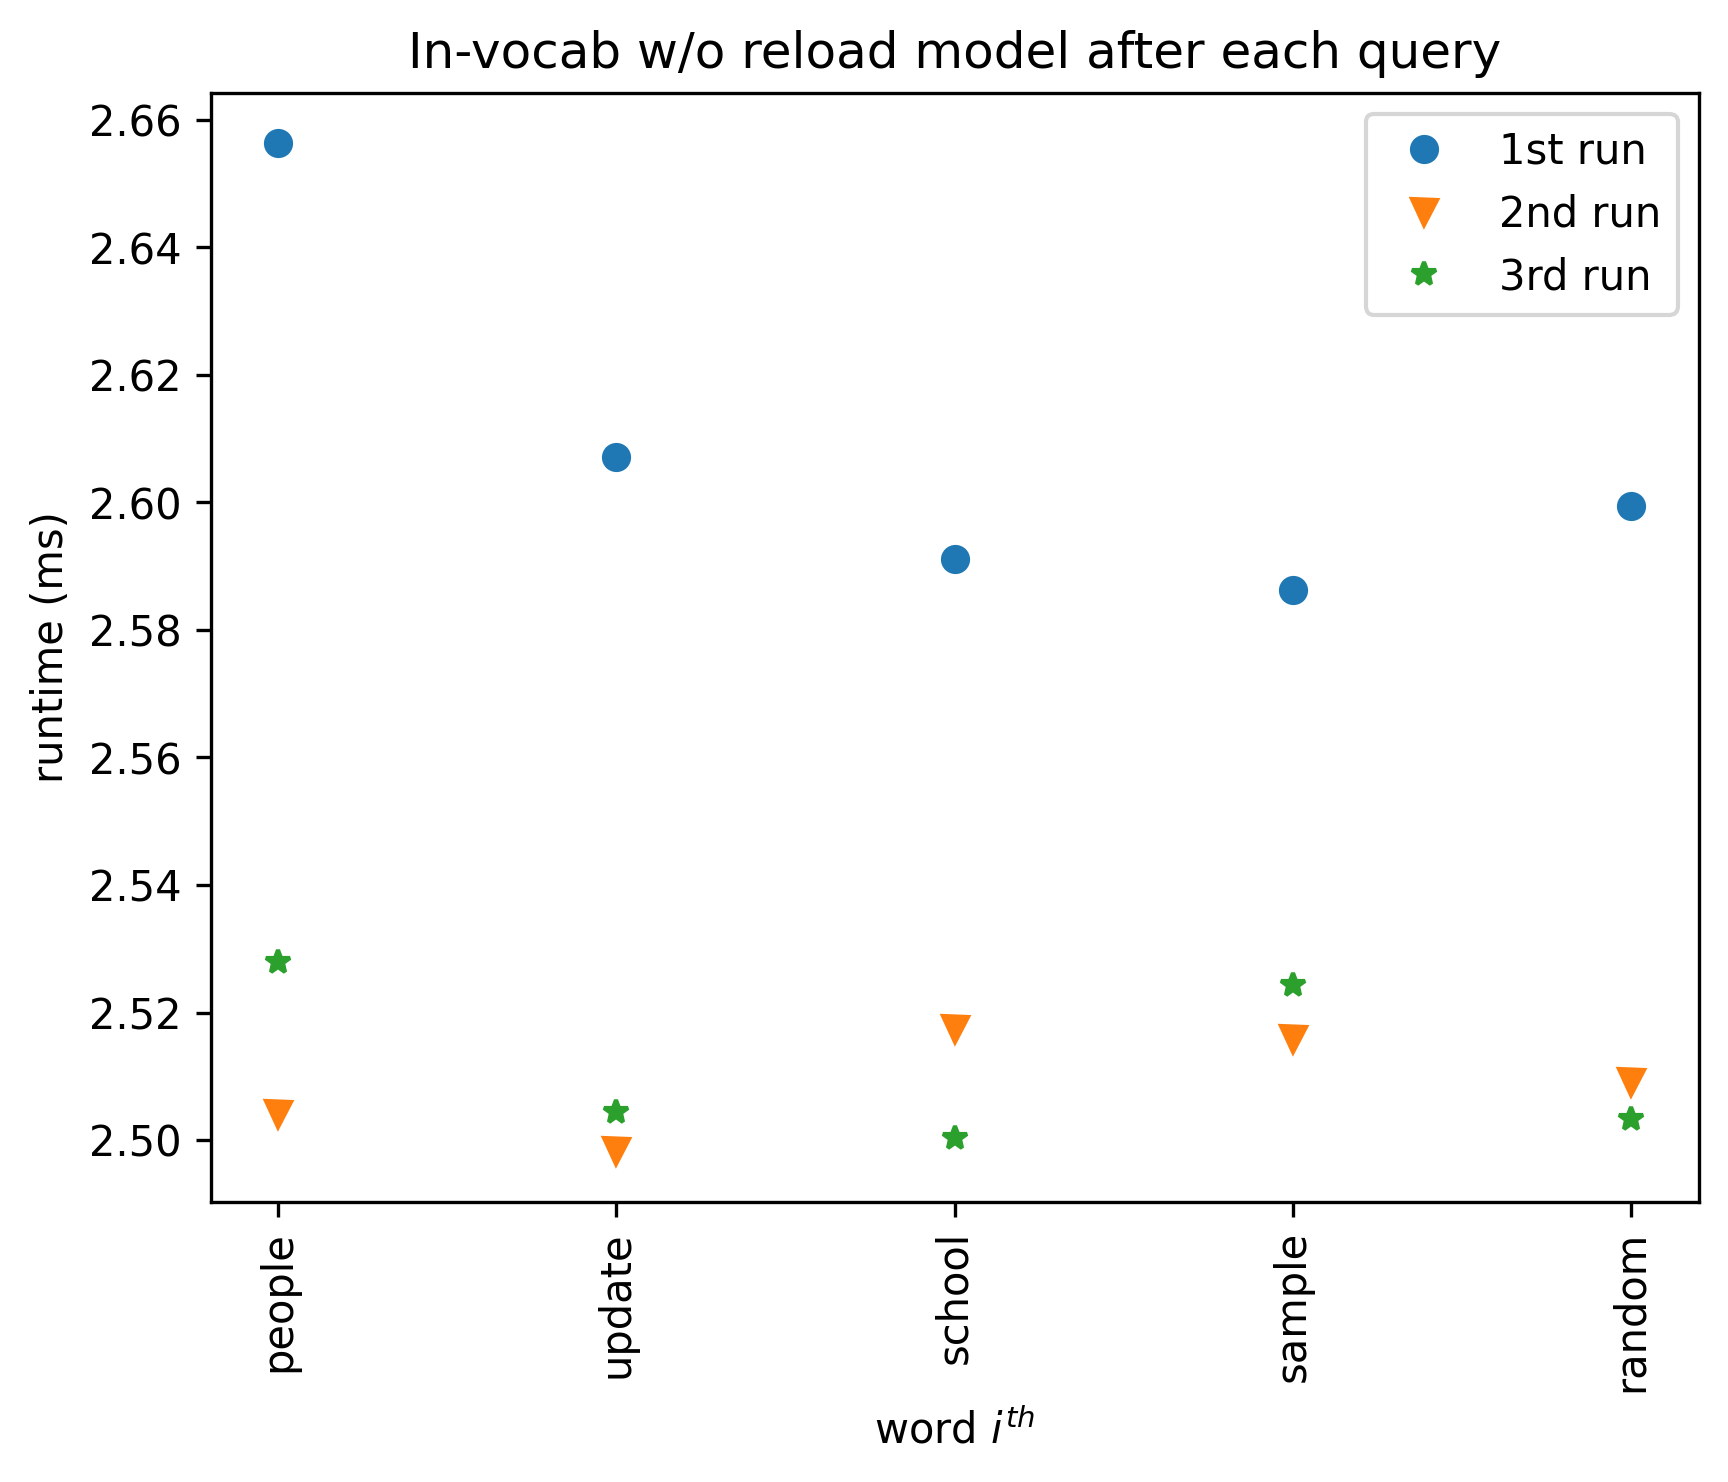 In-vocab w/o reload model after each query
1st run
2nd run
3rd run
2.66
2.64
2.62
2.60
2.58
2.56
2.54
2.52
2.50
runtime (ms)
people
update
school
sample
random
word i^th